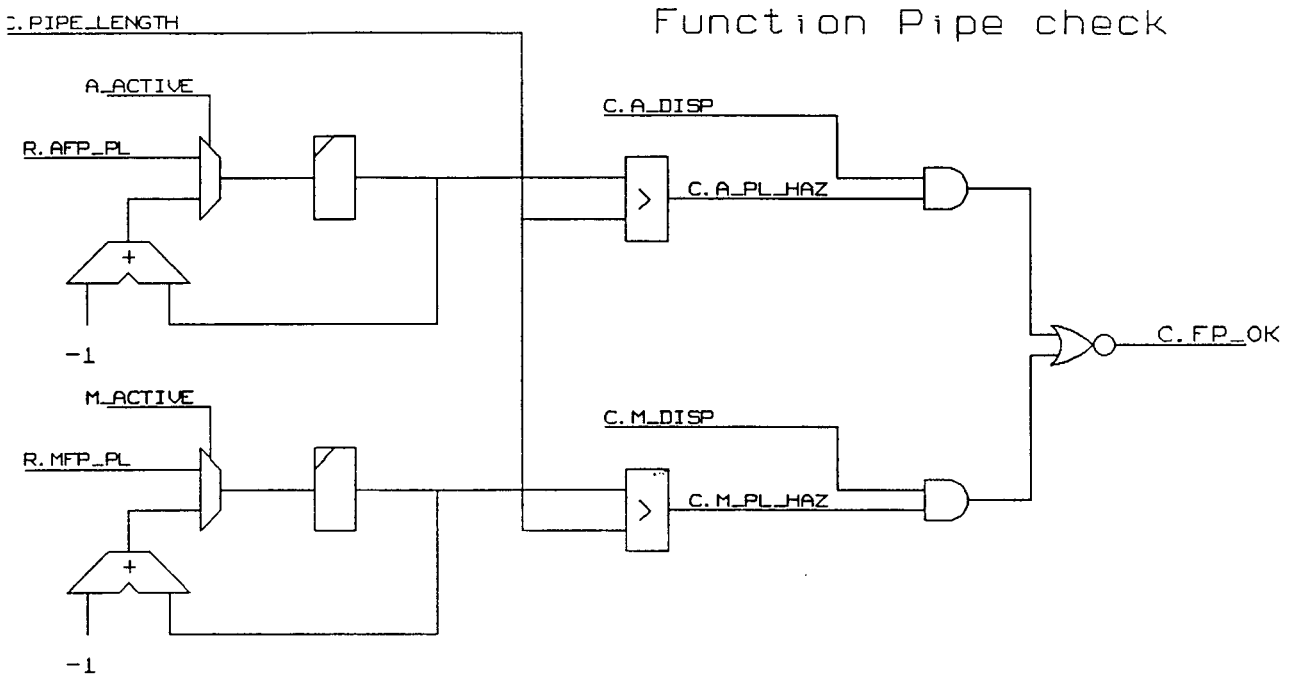 Function Pipe check
C.PIPE_LENGTH
A_ACTIVE
C.A_DISP
R.AFP_PL
>
C.A_PL_HAZ
+
-1
C.FP_OK
M_ACTIVE
C.M_DISP
R.MFP_PL
>
C.M_PL_HAZ
+
-1